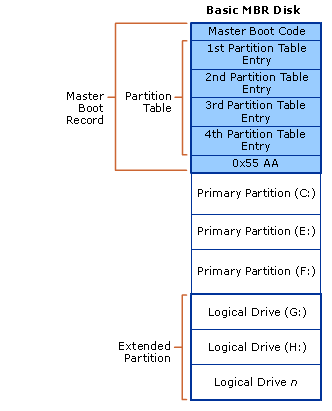 Basic MBR Disk
Master Boot Code
1st Partition Table
Entry
2nd Partition Table
Entry
3rd Partition Table
Entry
4th Partition Table
Entry
0x55 AA
Master
Boot
Record
Partition
Table
Primary Partition (C:)
Primary Partition (E:)
Primary Partition (F:)
Extended
Partition
Logical Drive (G:)
Logical Drive (H:)
Logical Drive n